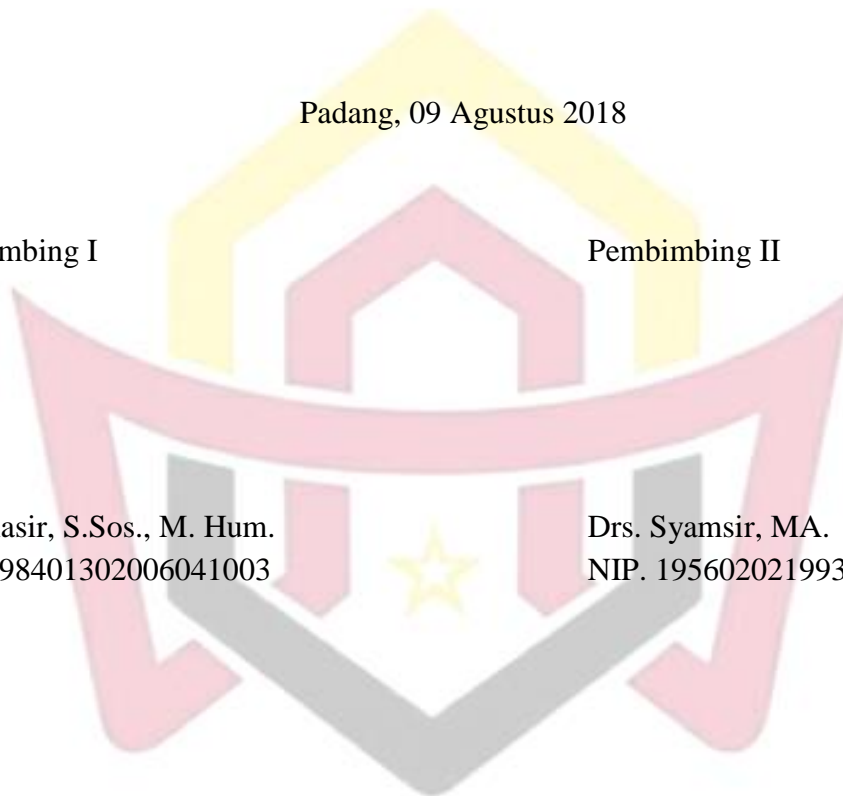 Padang, 09 Agustus 2018
mbing I
Pembimbing II
asir, S.Sos., M. Hum.
Drs. Syamsir, MA.
98401302006041003
NIP. 195602021993